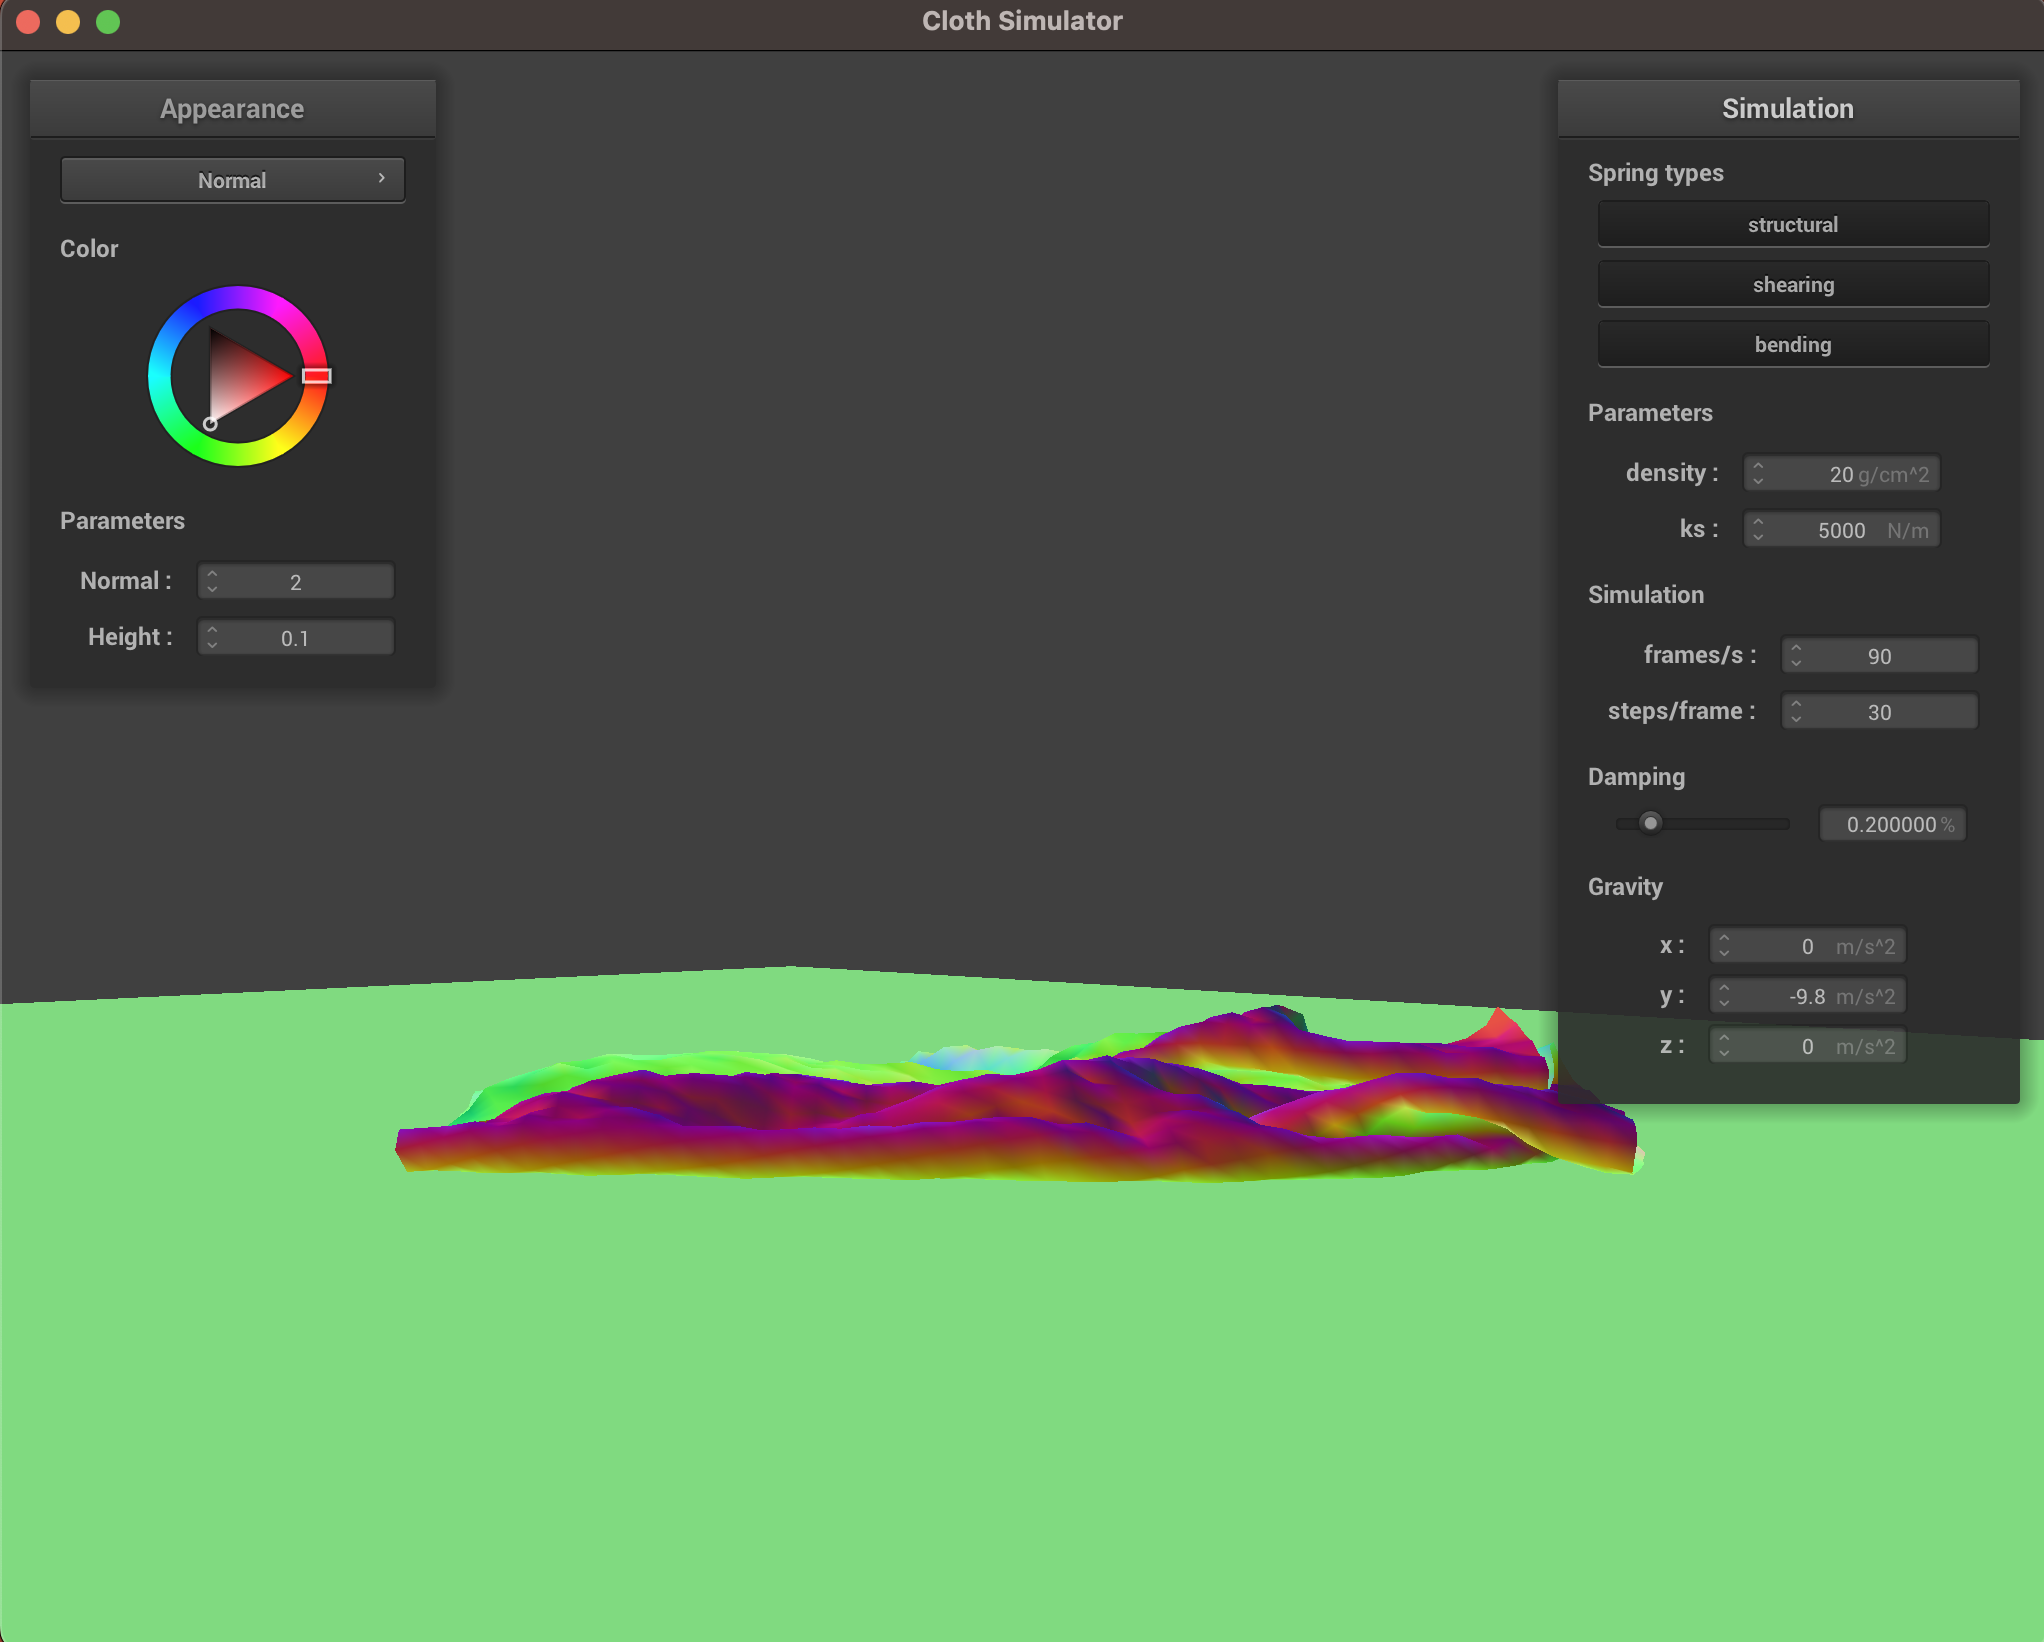 Cloth Simulator
Appearance
Normal
Color
Parameters
Normal :
2
Height :
0.1
Simulation
Spring types
structural
shearing
bending
Parameters
density :
20 g/cm^2
ks :
5000 N/m
Simulation
frames/s :
90
steps/frame :
30
Damping
0.200000 %
Gravity
x :
0 m/s^2
y :
-9.8 m/s^2
z :
0 m/s^2